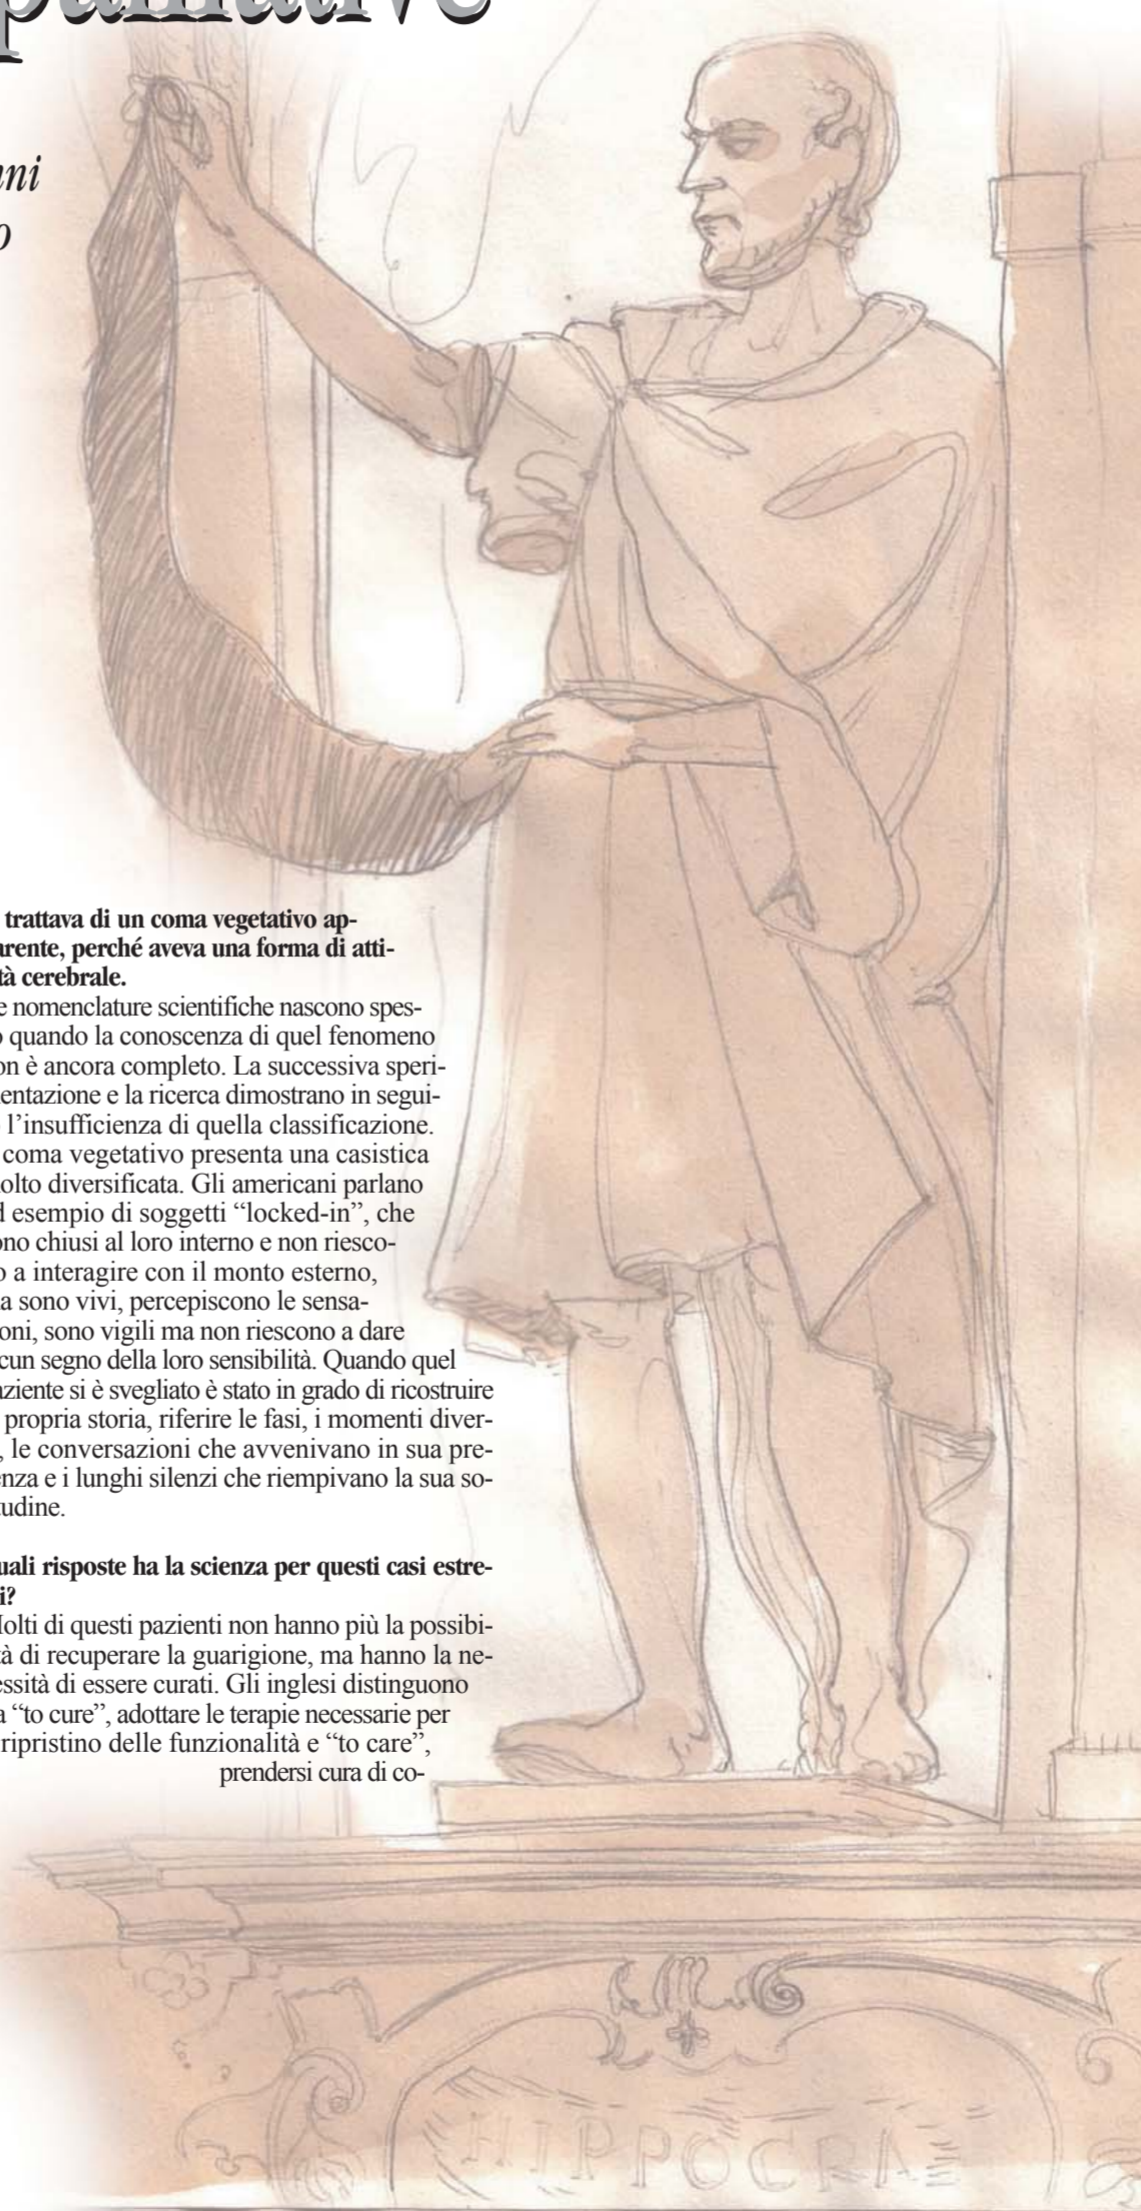 palliative
nni
o
trattava di un coma vegetativo ap-
arente, perché aveva una forma di atti-
tà cerebrale.
e nomenclature scientifiche nascono spes-
o quando la conoscenza di quel fenomeno
on è ancora completo. La successiva speri-
entazione e la ricerca dimostrano in segui-
l’insufficienza di quella classificazione.
coma vegetativo presenta una casistica
olto diversificata. Gli americani parlano
d esempio di soggetti “locked-in”, che
ono chiusi al loro interno e non riesco-
o a interagire con il monto esterno,
a sono vivi, percepiscono le sensa-
oni, sono vigili ma non riescono a dare
cun segno della loro sensibilità. Quando quel
aziente si è svegliato è stato in grado di ricostruire
propria storia, riferire le fasi, i momenti diver-
, le conversazioni che avvenivano in sua pre-
enza e i lunghi silenzi che riempivano la sua so-
tudine.
uali risposte ha la scienza per questi casi estre-
i?
Molti di questi pazienti non hanno più la possibi-
tà di recuperare la guarigione, ma hanno la ne-
essità di essere curati. Gli inglesi distinguono
a “to cure”, adottare le terapie necessarie per
ripristino delle funzionalità e “to care”,
prendersi cura di co-
HIPPOCRA